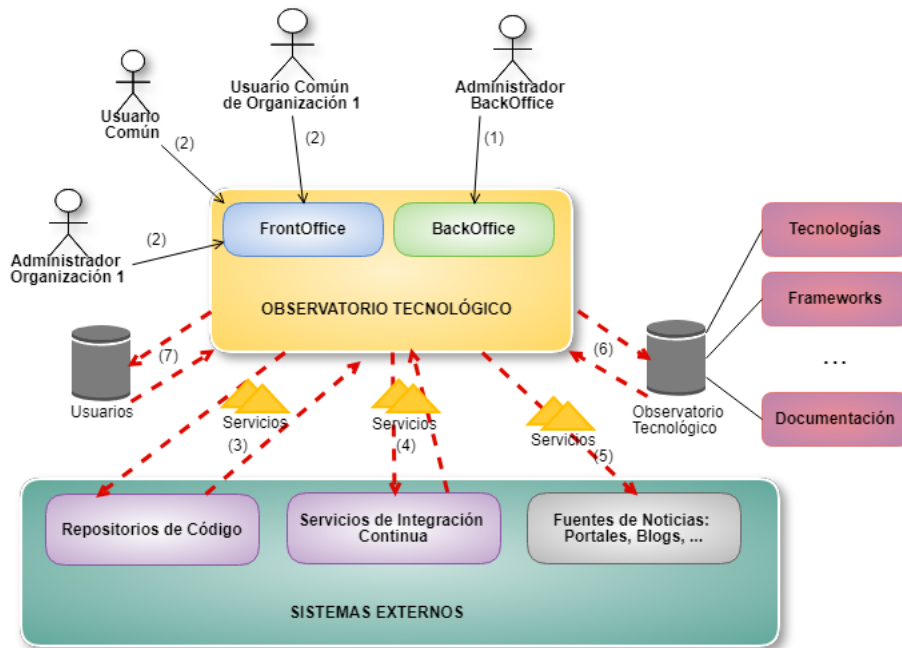 Usuario
Común
Usuario Común
de Organización 1
Administrador
BackOffice
(2)
(2)
(1)
Administrador
Organización 1
(2)
FrontOffice
BackOffice
OBSERVATORIO TECNOLÓGICO
Tecnologías
Frameworks
...
Documentación
Usuarios
(7)
(6)
Observatorio
Tecnológico
Servicios
(3)
Servicios
(4)
Servicios
(5)
Repositorios de Código
Servicios de Integración
Continua
Fuentes de Noticias:
Portales, Blogs, ...
SISTEMAS EXTERNOS